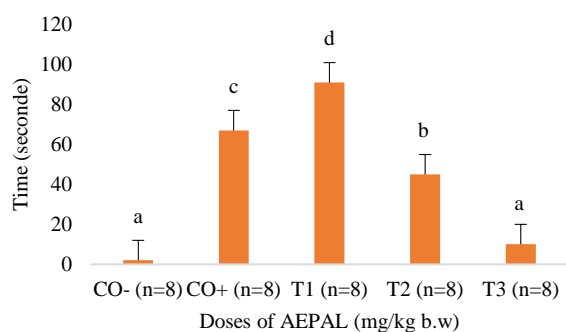 120
100
80
60
40
20
0
Time (seconde)
a
c
d
b
a
CO- (n=8) CO+ (n=8) T1 (n=8) T2 (n=8) T3 (n=8)
Doses of AEPAL (mg/kg b.w)